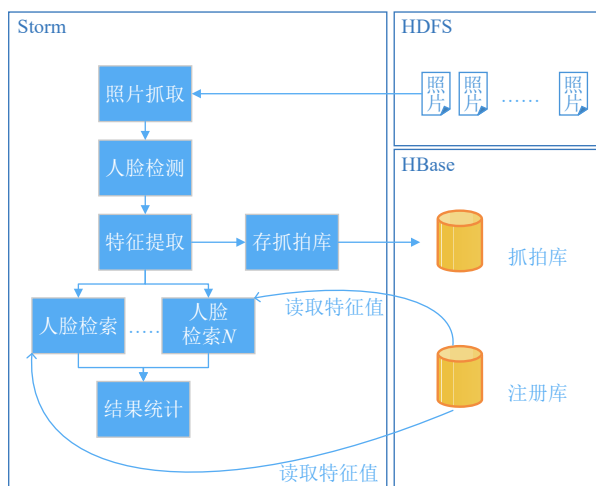 Storm
HDFS
照片抓取
照片
照片
……
照片
人脸检测
HBase
特征提取
存抓拍库
抓拍库
读取特征值
人脸检索
……
人脸
检索N
注册库
结果统计
读取特征值